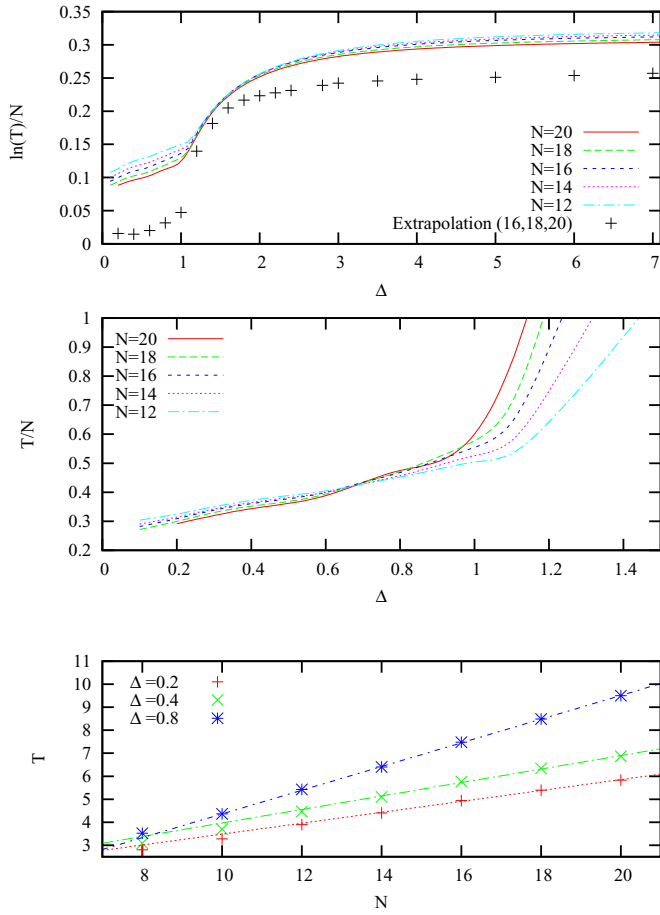 0.35
0.3
0.25
0.2
0.15
0.1
0.05
0
ln(T)/N
N=20
N=18
N=16
N=14
N=12
Extrapolation (16,18,20)
0 1 2 3 4 5 6 7
Δ
1
0.9
0.8
0.7
0.6
0.5
0.4
0.3
0.2
T/N
N=20
N=18
N=16
N=14
N=12
0 0.2 0.4 0.6 0.8 1 1.2 1.4
Δ
11
10
9
8
7
6
5
4
3
T
Δ =0.2
Δ =0.4
Δ =0.8
8 10 12 14 16 18 20
N